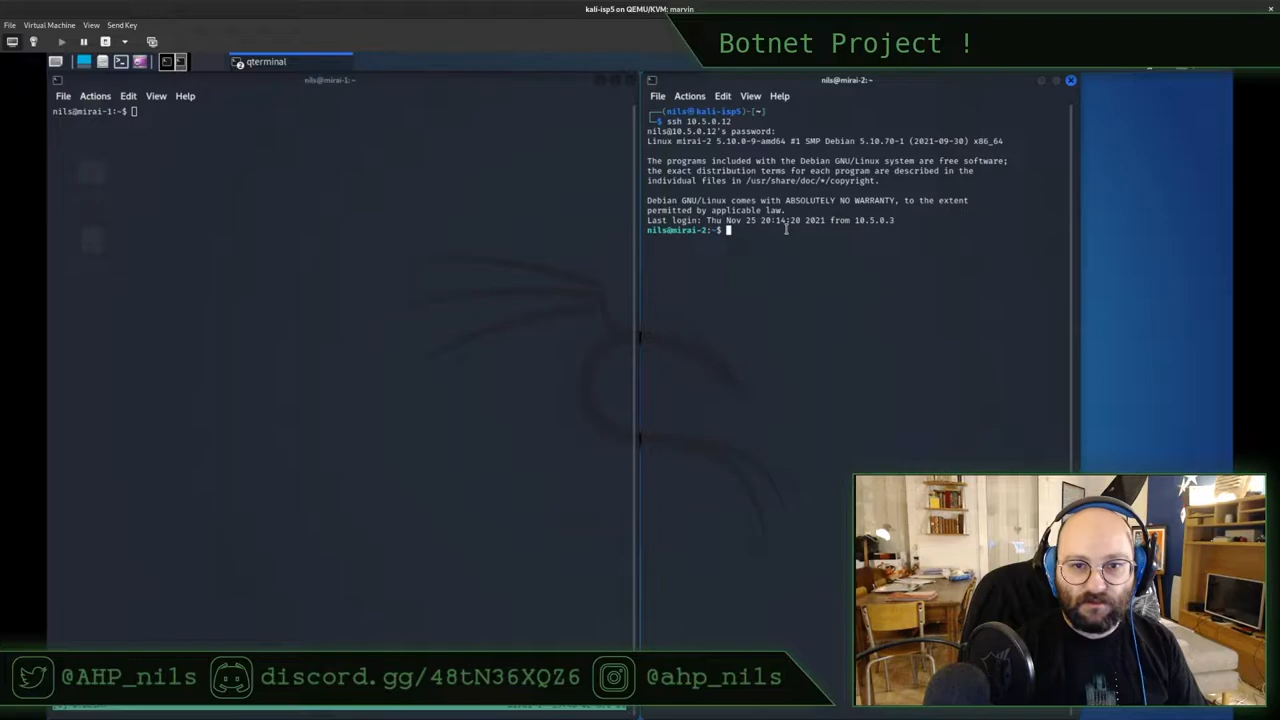 kali-isp5 on QEMU/KVM: marvin
File Virtual Machine View Send Key
Botnet Project !
qterminal
nils@mirai-1: ~
File Actions Edit View Help
nils@mirai-1:~$
nils@mirai-2: ~
File Actions Edit View Help
(nils㉿kali-isp5)-[~]
$ ssh 10.5.0.12
nils@10.5.0.12's password:
Linux mirai-2 5.10.0-9-amd64 #1 SMP Debian 5.10.70-1 (2021-09-30) x86_64
The programs included with the Debian GNU/Linux system are free software;
the exact distribution terms for each program are described in the
individual files in /usr/share/doc/*/copyright.
Debian GNU/Linux comes with ABSOLUTELY NO WARRANTY, to the extent
permitted by applicable law.
Last login: Thu Nov 25 20:14:20 2021 from 10.5.0.3
nils@mirai-2:~$
@AHP_nils
discord.gg/48tN36XQZ6
@ahp_nils